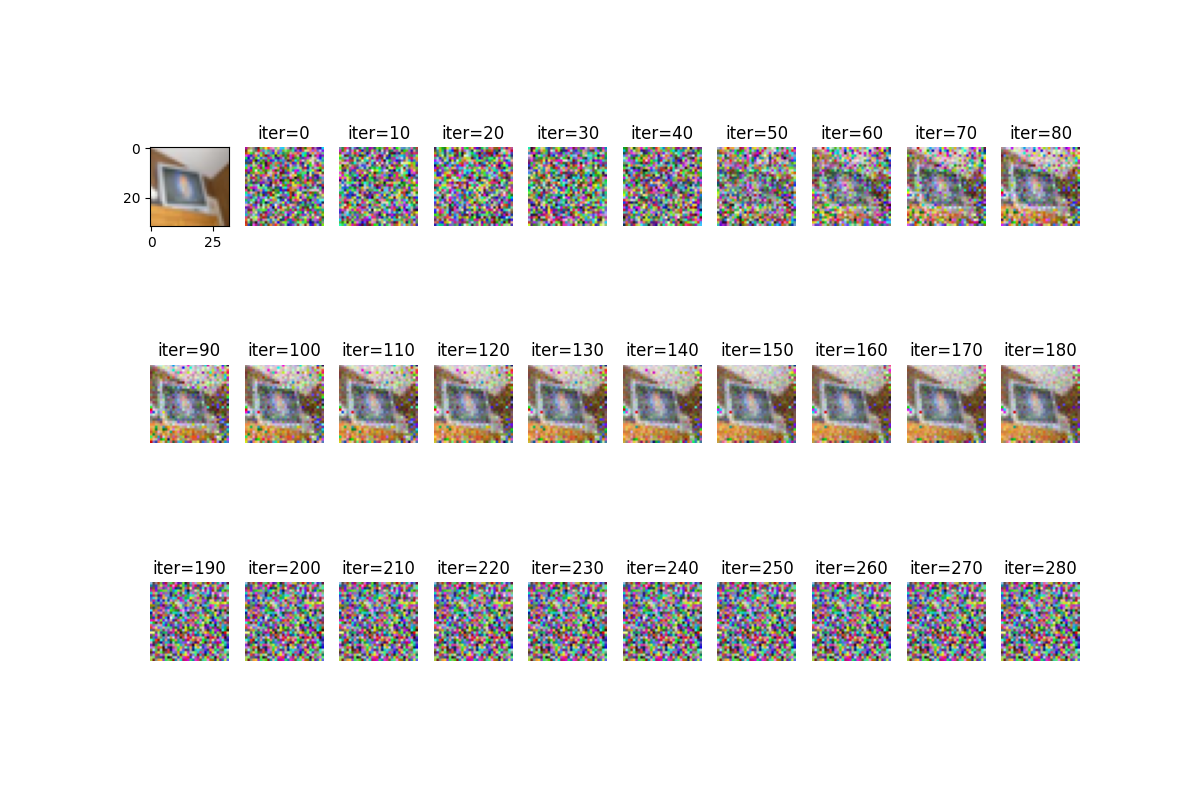 iter=0 iter=10 iter=20 iter=30 iter=40 iter=50 iter=60 iter=70 iter=80
0
20
0 25
iter=90 iter=100 iter=110 iter=120 iter=130 iter=140 iter=150 iter=160 iter=170 iter=180
iter=190 iter=200 iter=210 iter=220 iter=230 iter=240 iter=250 iter=260 iter=270 iter=280